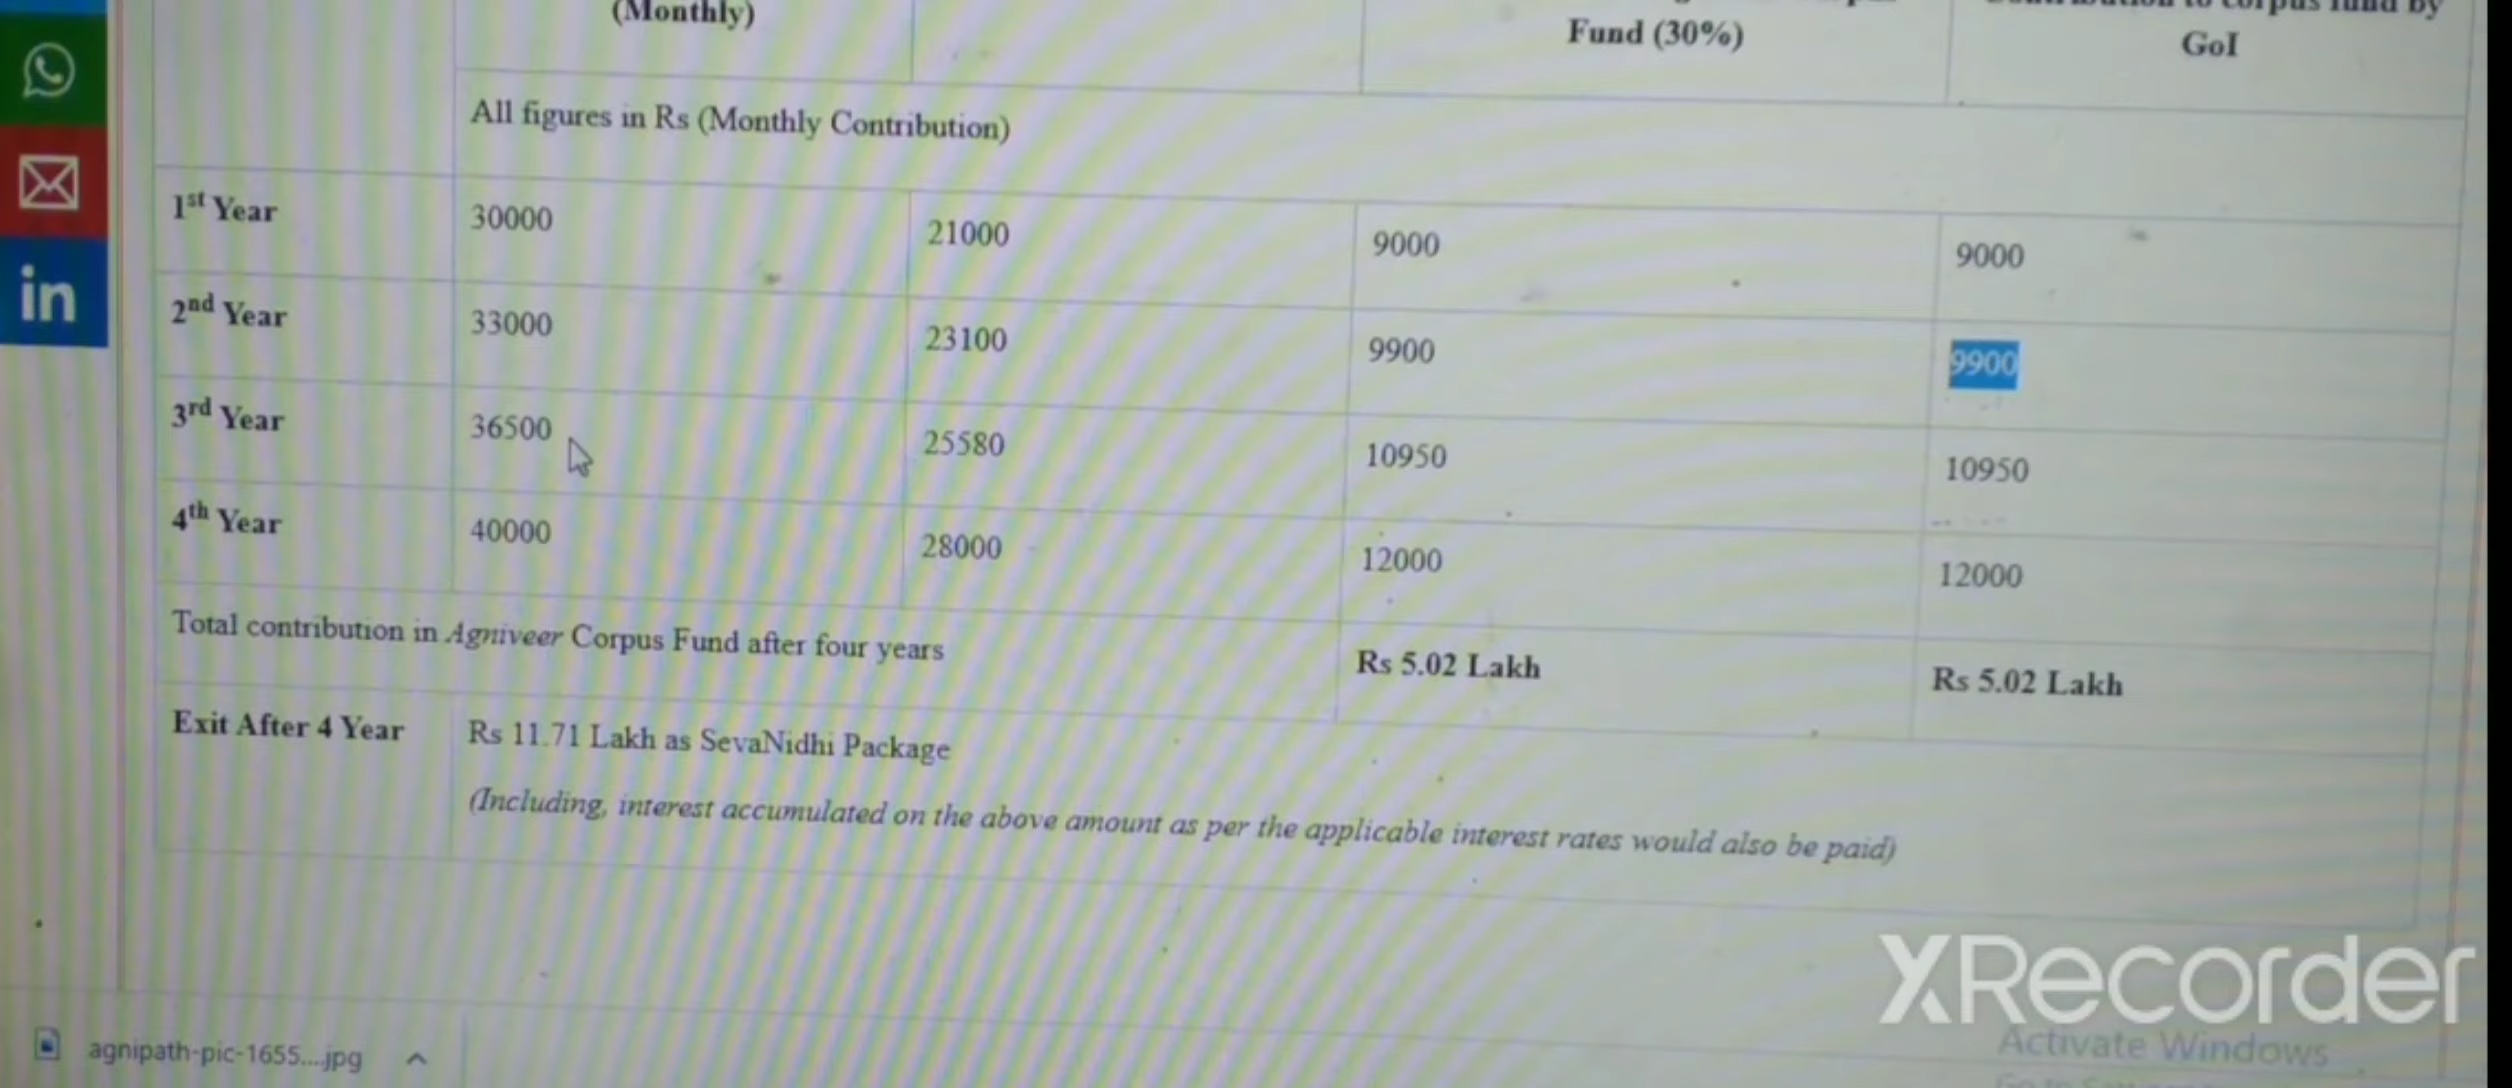 (Monthly)
Fund (30%)
GoI
All figures in Rs (Monthly Contribution)
1st Year 30000 21000 9000 9000
2nd Year 33000 23100 9900 9900
3rd Year 36500 25580 10950 10950
4th Year 40000 28000 12000 12000
Total contribution in Agniveer Corpus Fund after four years Rs 5.02 Lakh Rs 5.02 Lakh
Exit After 4 Year Rs 11.71 Lakh as SevaNidhi Package
(Including, interest accumulated on the above amount as per the applicable interest rates would also be paid)
in
XRecorder
Activate Windows
agnipath-pic-1655....jpg